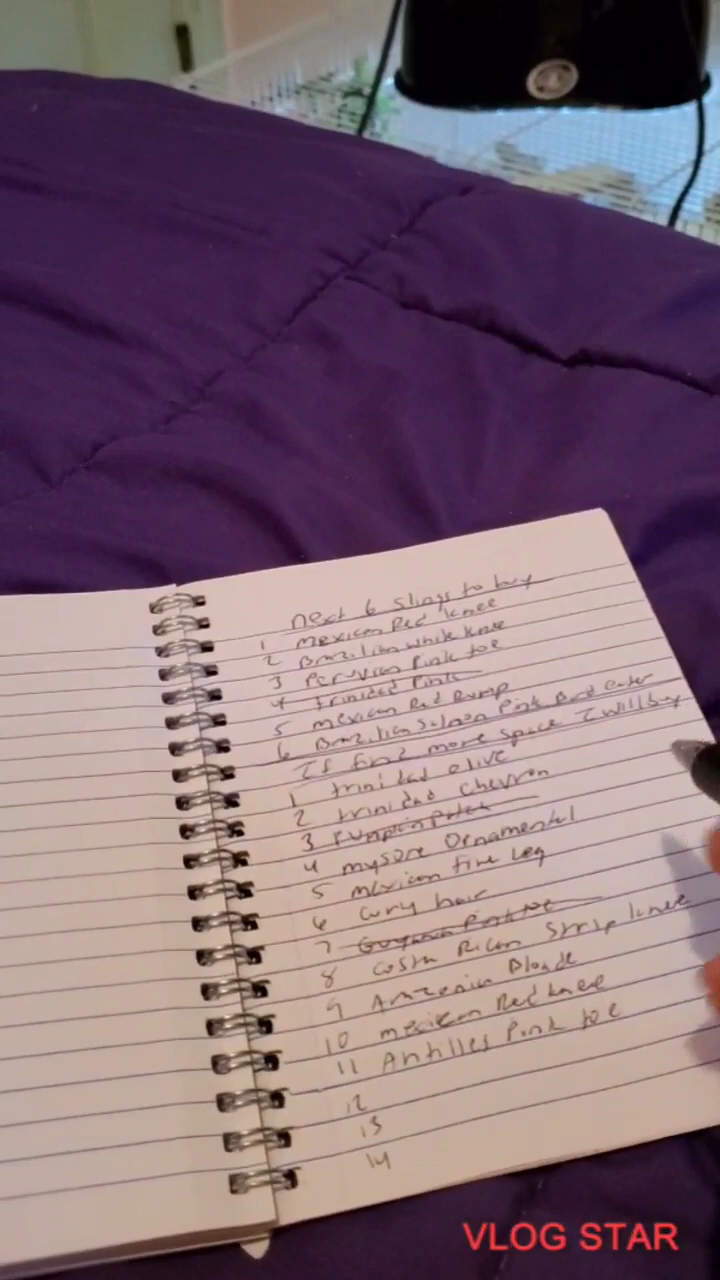 next 6 slings to buy
1 mexican Red knee
2 Brazilian white knee
3 Peruvian Pink toe
4 trinidad Pink
5 mexican Red Rump
6 Brazilian Salmon Pink Bird eater
If find more space I will buy
1 trinidad olive
2 trinidad chevron
3 Pumpkin Patch
4 mysore Ornamental
5 mexican fire Leg
6 curly hair
7 Guyana Pink toe
8 Costa Rican Strip knee
9 Amzonia Blonde
10 mexican Red knee
11 Antilles Pink toe
12
13
14
VLOG STAR